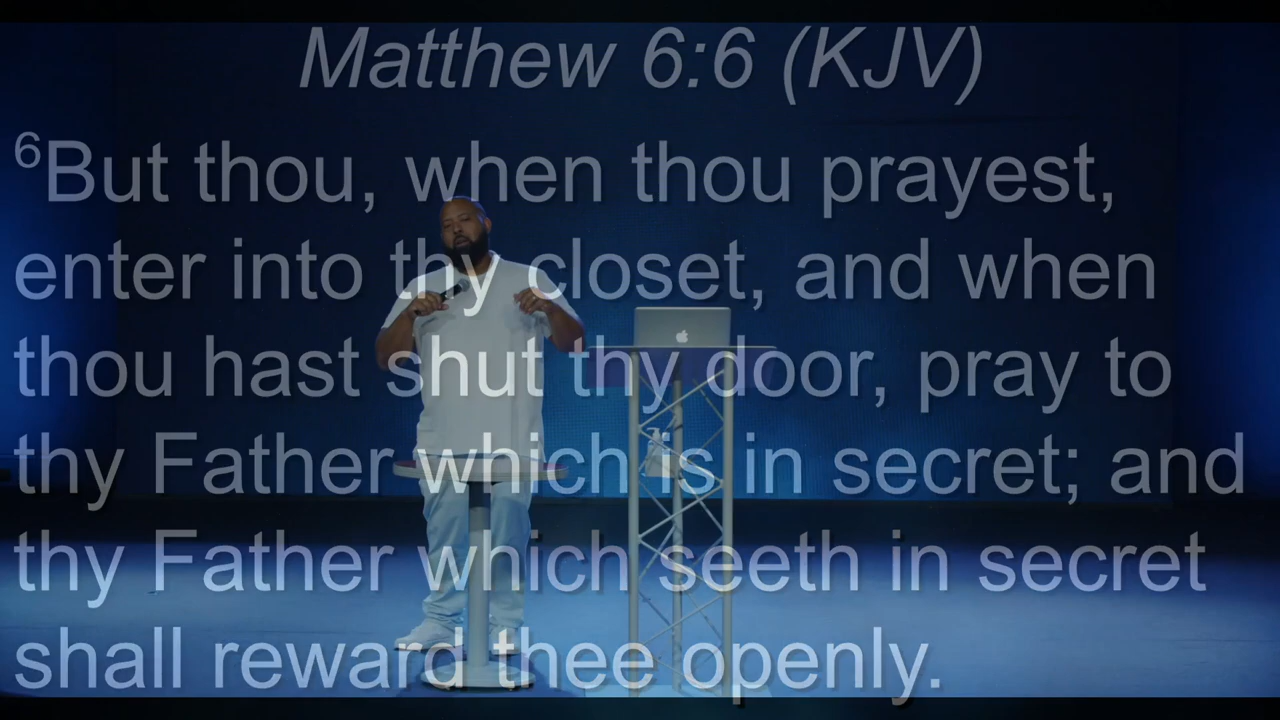 Matthew 6:6 (KJV)
6But thou, when thou prayest,
enter into thy closet, and when
thou hast shut thy door, pray to
thy Father which is in secret; and
thy Father which seeth in secret
shall reward thee openly.